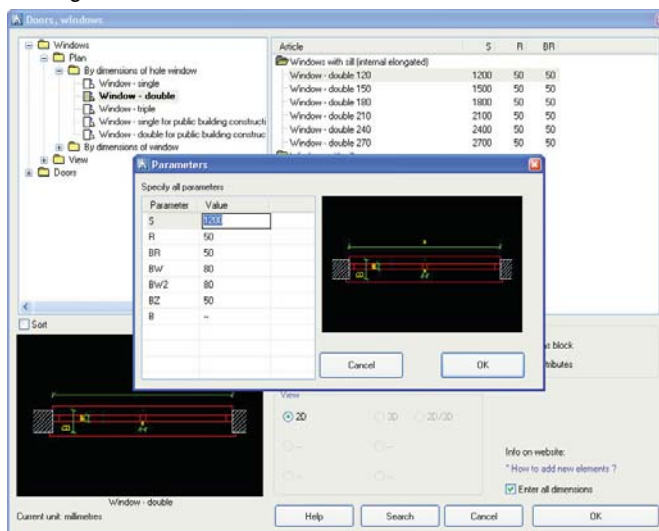 Doors, windows
Windows
Plan
By dimensions of hole window
Window - single
Window - double
Window - triple
Window - single for public building constructi
Window - double for public building construc
By dimensions of window
View
Doors
Sort
Window - double
Current unit: millimetres
Article S R BR
Windows with sill (internal elongated)
Window - double 120 1200 50 50
Window - double 150 1500 50 50
Window - double 180 1800 50 50
Window - double 210 2100 50 50
Window - double 240 2400 50 50
Window - double 270 2700 50 50
Parameters
Specify all parameters
Parameter Value
S 1200
R 50
BR 50
BW 80
BW2 80
BZ 50
B --
Cancel OK
s block
ttributes
View
2D 3D 2D/3D
Info on website:
* How to add new elements ?
Enter all dimensions
Help Search Cancel OK